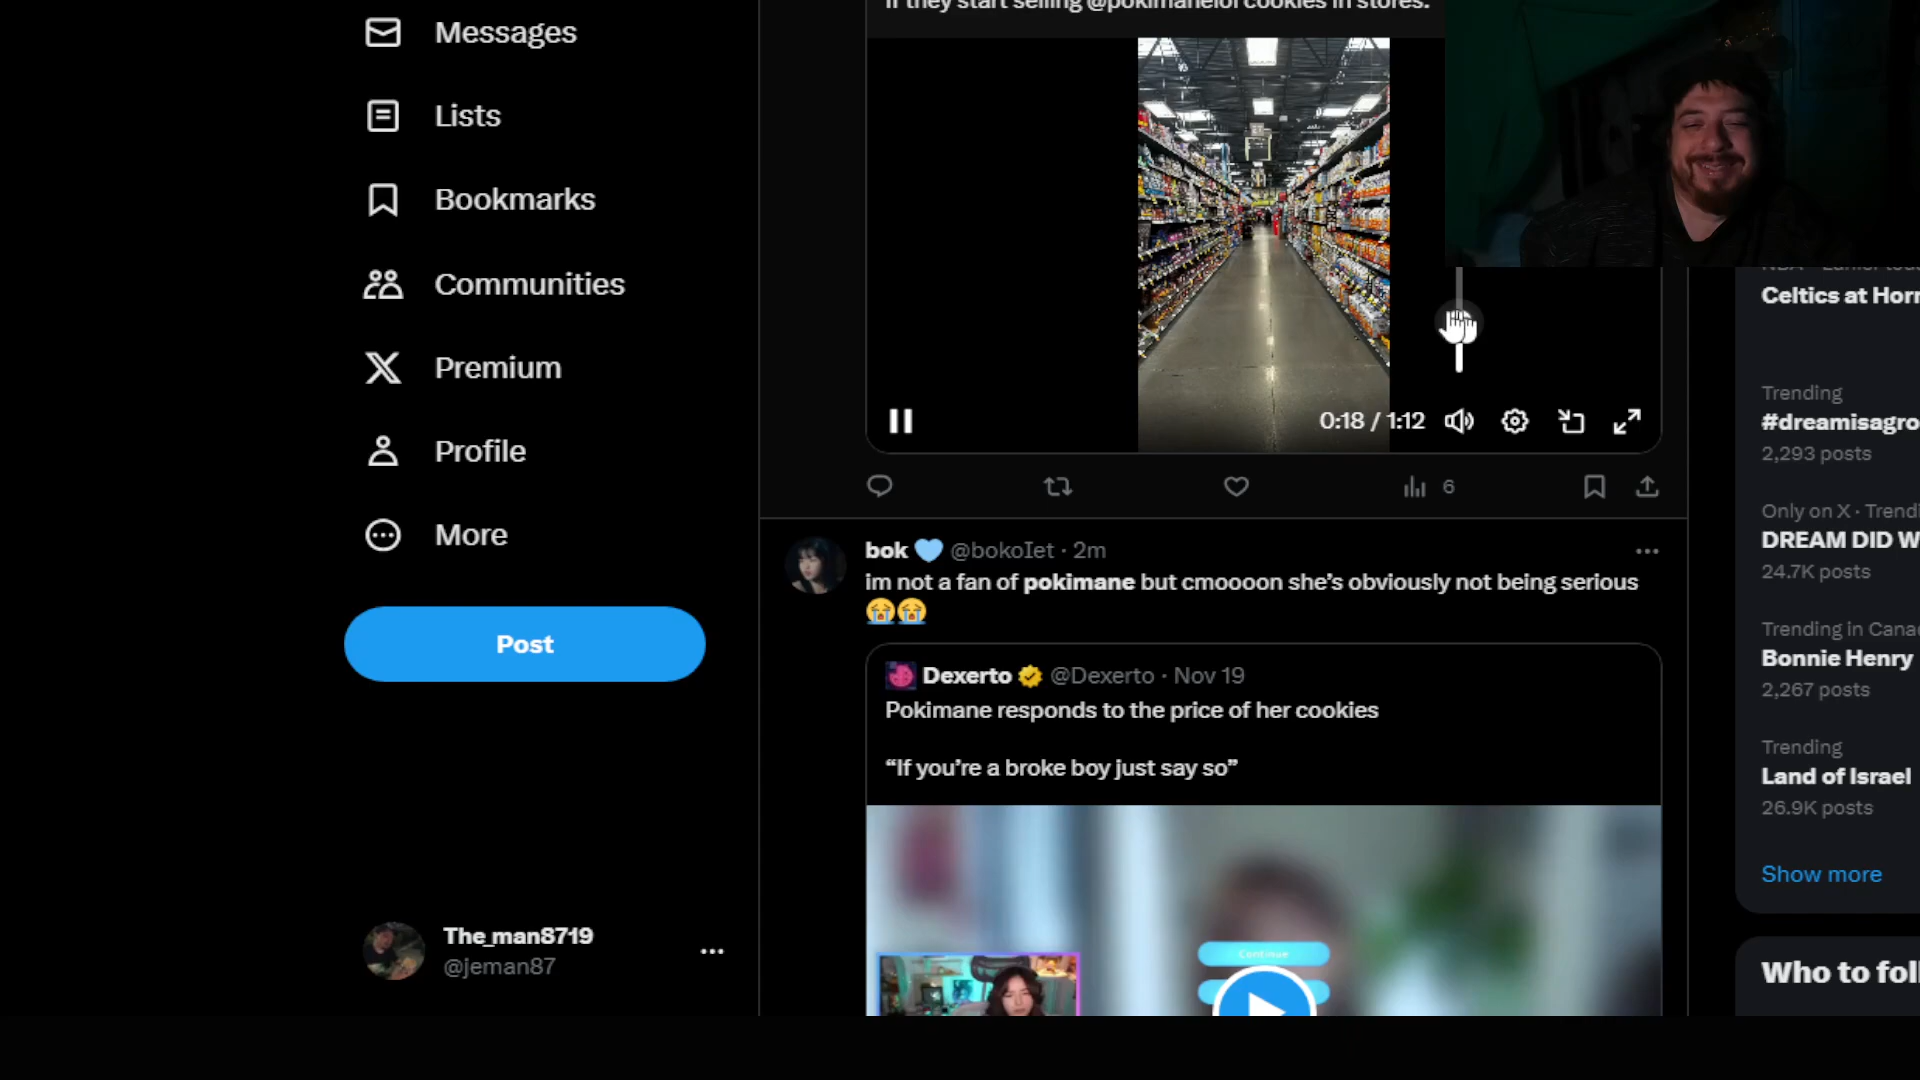 Messages
Lists
Bookmarks
Communities
Premium
Profile
More
Post
The_man8719
@jeman87
If they start selling @pokimanelol cookies in stores.
0:18 / 1:12
6
bok @bokoIet · 2m
im not a fan of pokimane but cmoooon she's obviously not being serious
Dexerto @Dexerto · Nov 19
Pokimane responds to the price of her cookies
“If you're a broke boy just say so”
Continue
Celtics at Horn
Trending
#dreamisagro
2,293 posts
Only on X · Trendi
DREAM DID W
24.7K posts
Trending in Cana
Bonnie Henry
2,267 posts
Trending
Land of Israel
26.9K posts
Show more
Who to foll